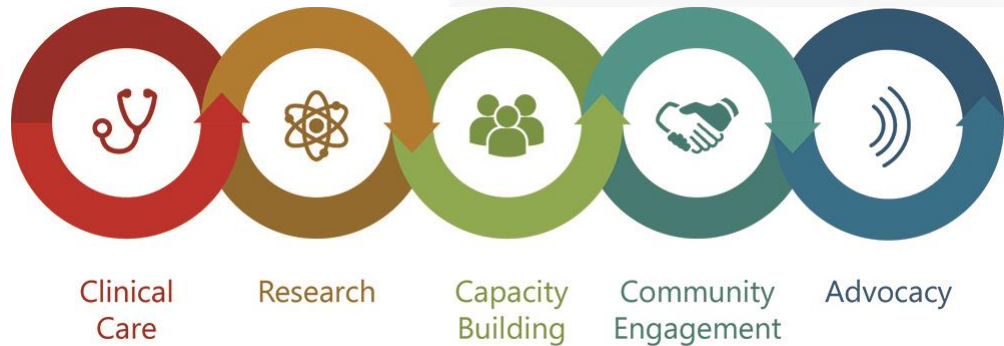 Clinical
Care
Research
Capacity
Building
Community
Engagement
Advocacy